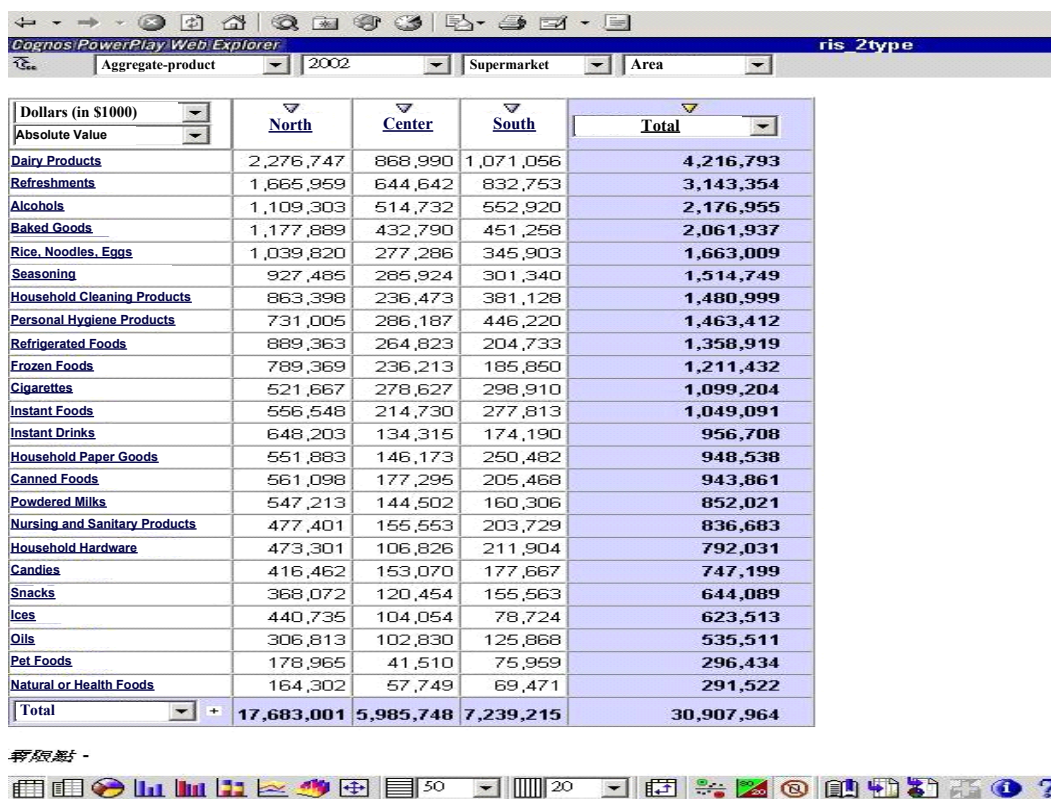 Cognos PowerPlay Web Explorer ris_2type
Aggregate-product 2002 Supermarket Area
Dollars (in $1000) North Center South Total
Absolute Value
Dairy Products 2,276,747 868,990 1,071,056 4,216,793
Refreshments 1,665,959 644,642 832,753 3,143,354
Alcohols 1,109,303 514,732 552,920 2,176,955
Baked Goods 1,177,889 432,790 451,258 2,061,937
Rice, Noodles, Eggs 1,039,820 277,286 345,903 1,663,009
Seasoning 927,485 285,924 301,340 1,514,749
Household Cleaning Products 863,398 236,473 381,128 1,480,999
Personal Hygiene Products 731,005 286,187 446,220 1,463,412
Refrigerated Foods 889,363 264,823 204,733 1,358,919
Frozen Foods 789,369 236,213 185,850 1,211,432
Cigarettes 521,667 278,627 298,910 1,099,204
Instant Foods 556,548 214,730 277,813 1,049,091
Instant Drinks 648,203 134,315 174,190 956,708
Household Paper Goods 551,883 146,173 250,482 948,538
Canned Foods 561,098 177,295 205,468 943,861
Powdered Milks 547,213 144,502 160,306 852,021
Nursing and Sanitary Products 477,401 155,553 203,729 836,683
Household Hardware 473,301 106,826 211,904 792,031
Candies 416,462 153,070 177,667 747,199
Snacks 368,072 120,454 155,563 644,089
Ices 440,735 104,054 78,724 623,513
Oils 306,813 102,830 125,868 535,511
Pet Foods 178,965 41,510 75,959 296,434
Natural or Health Foods 164,302 57,749 69,471 291,522
Total + 17,683,001 5,985,748 7,239,215 30,907,964
零售點 -
50 20